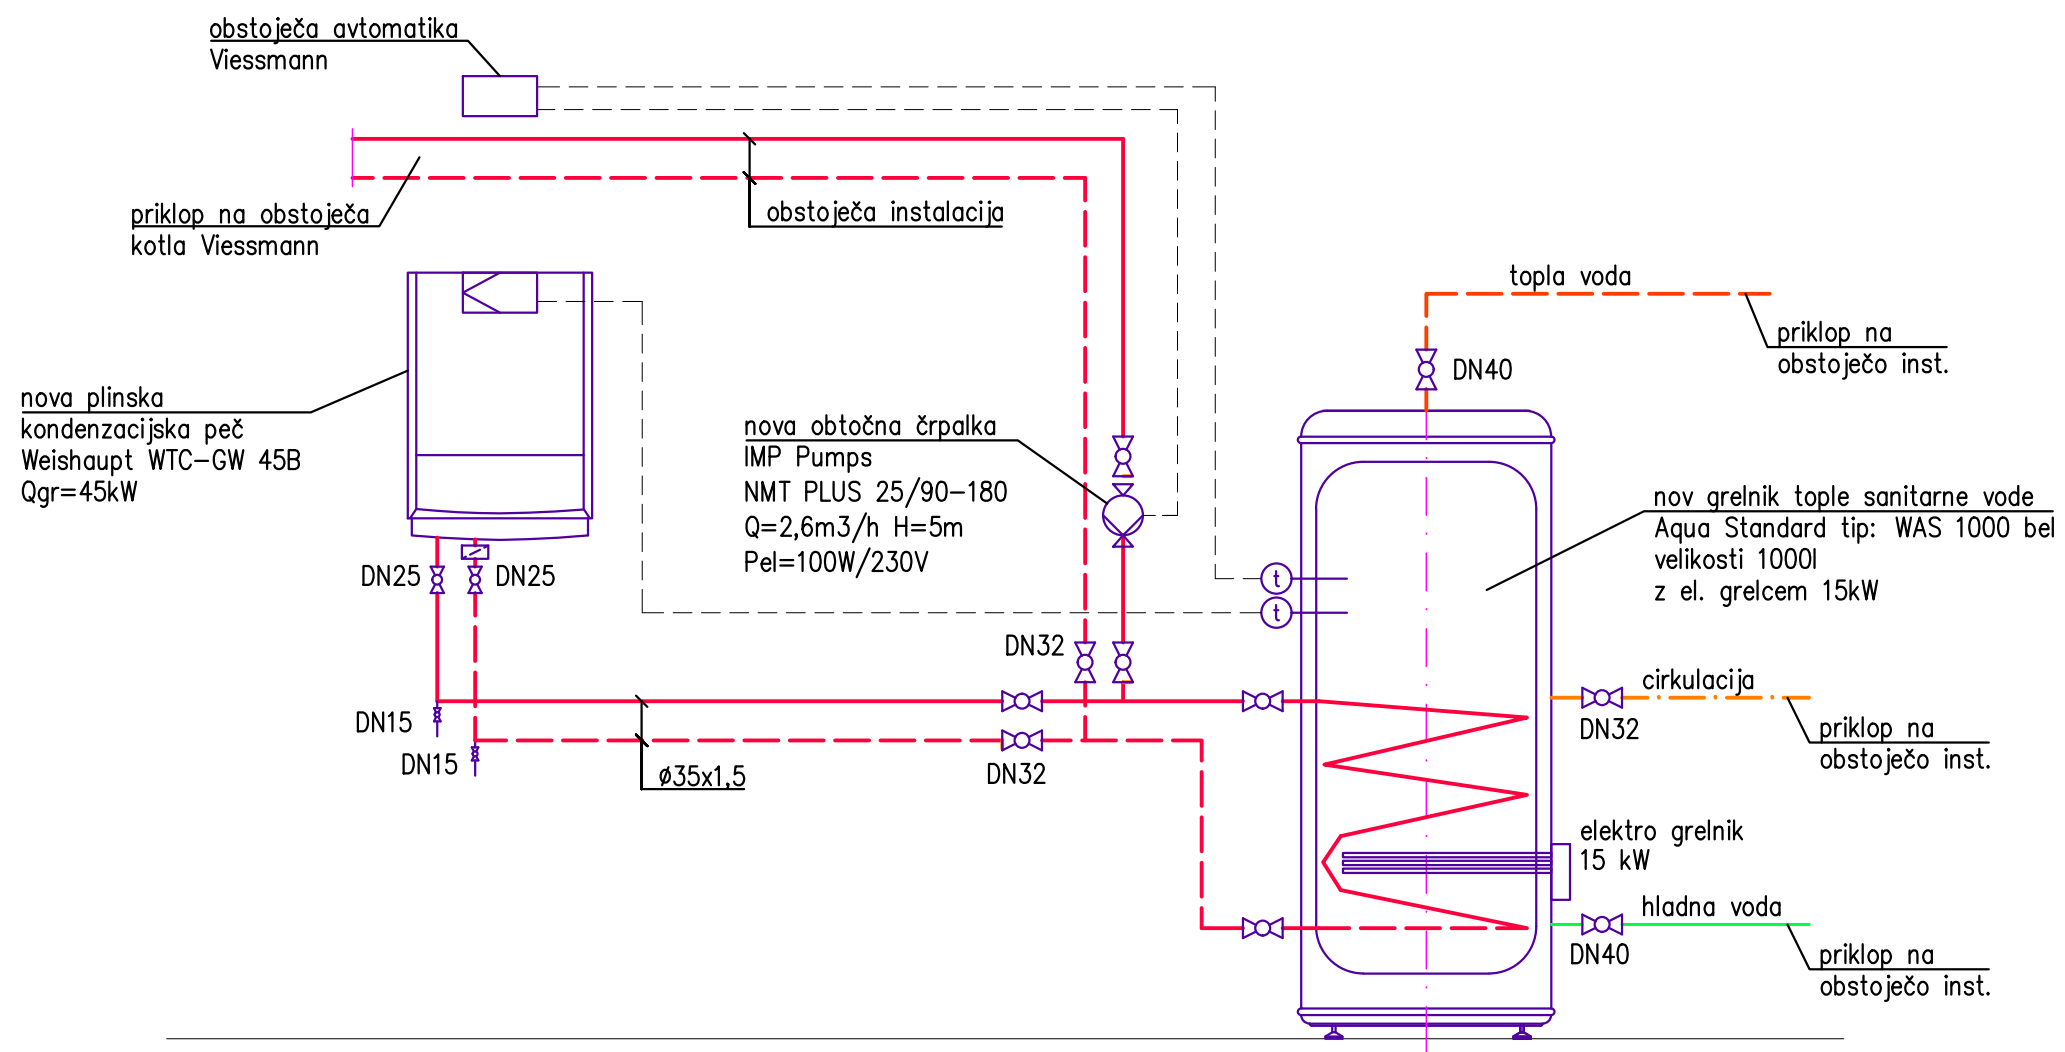 obstoječa avtomatika
Viessmann
priklop na obstoječa
kotla Viessmann
obstoječa instalacija
topla voda
priklop na
obstoječo inst.
DN40
nova plinska
kondenzacijska peč
Weishaupt WTC-GW 45B
Qgr=45kW
nova obtočna črpalka
IMP Pumps
NMT PLUS 25/90-180
Q=2,6m3/h H=5m
Pel=100W/230V
nov grelnik tople sanitarne vode
Aqua Standard tip: WAS 1000 bel
velikosti 1000l
z el. grelcem 15kW
DN25
DN25
t
t
DN32
cirkulacija
DN32
priklop na
obstoječo inst.
DN15
DN15
ø35x1,5
DN32
elektro grelnik
15 kW
hladna voda
DN40
priklop na
obstoječo inst.